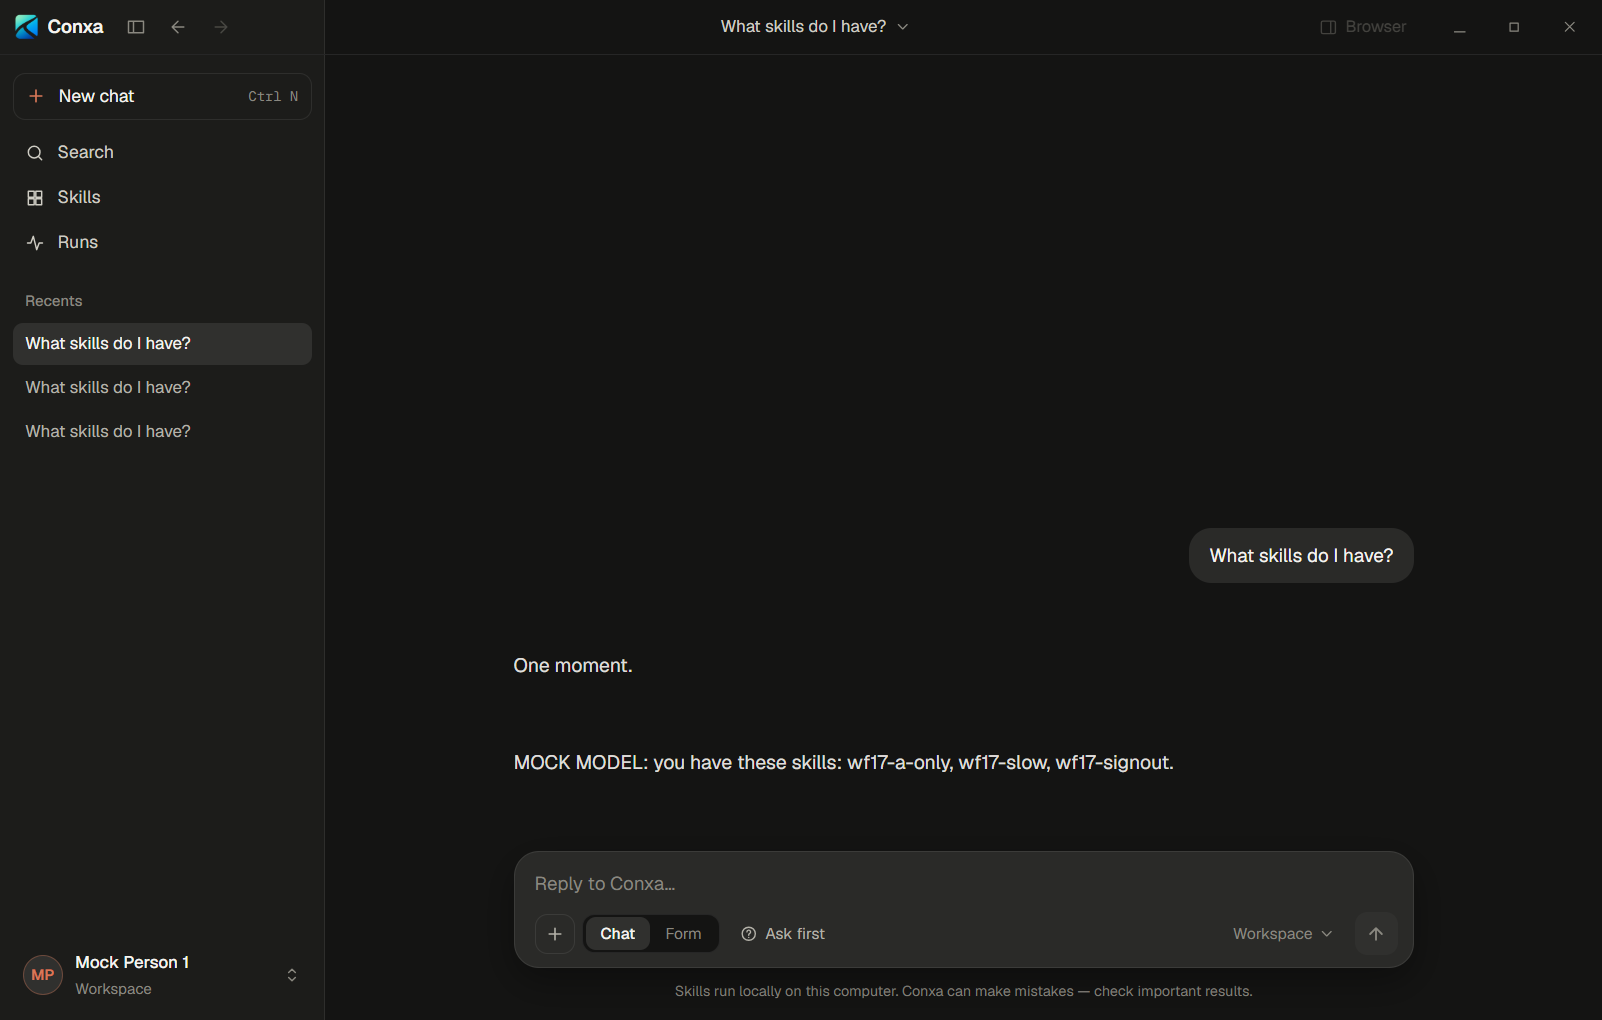 Conxa
What skills do I have?
Browser
New chat
Ctrl N
Search
Skills
Runs
Recents
What skills do I have?
What skills do I have?
What skills do I have?
What skills do I have?
One moment.
MOCK MODEL: you have these skills: wf17-a-only, wf17-slow, wf17-signout.
Reply to Conxa...
Chat
Form
Ask first
Workspace
MP
Mock Person 1
Workspace
Skills run locally on this computer. Conxa can make mistakes — check important results.